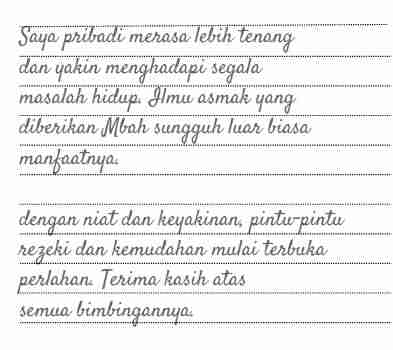 Saya pribadi merasa lebih tenang
dan yakin menghadapi segala
masalah hidup. Ilmu asmak yang
diberikan Mbah sungguh luar biasa
manfaatnya.
dengan niat dan keyakinan, pintu-pintu
rezeki dan kemudahan mulai terbuka
perlahan. Terima kasih atas
semua bimbingannya.